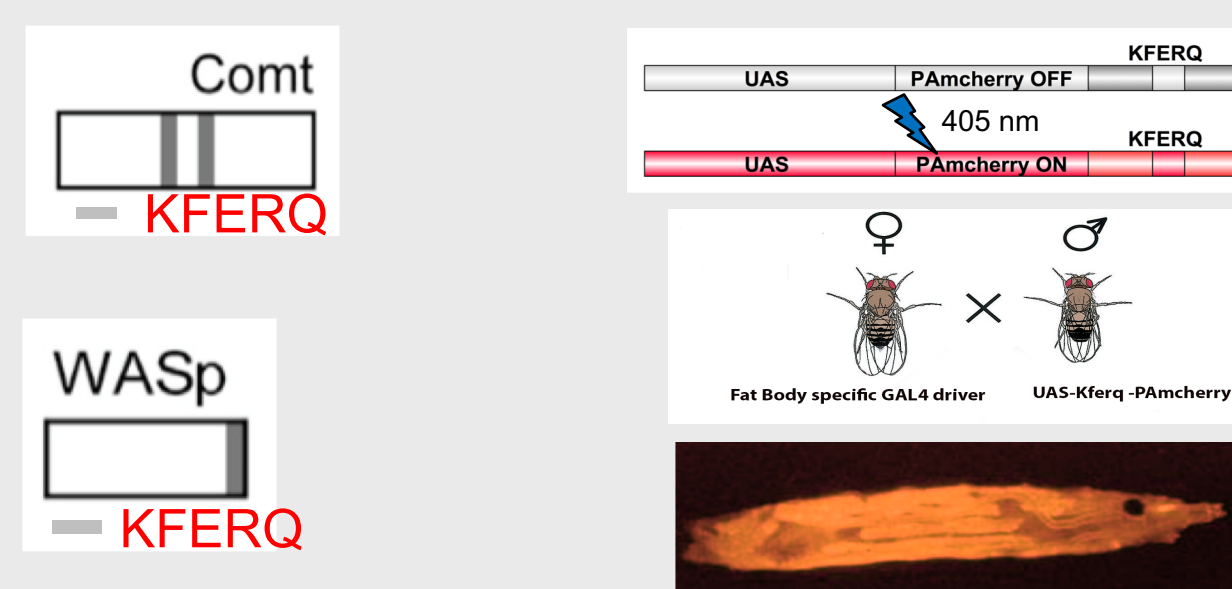 Comt
KFERQ
WASp
KFERQ
KFERQ
UAS PAmcherry OFF
405 nm
KFERQ
UAS PAmcherry ON
Fat Body specific GAL4 driver UAS-Kferq -PAmcherry